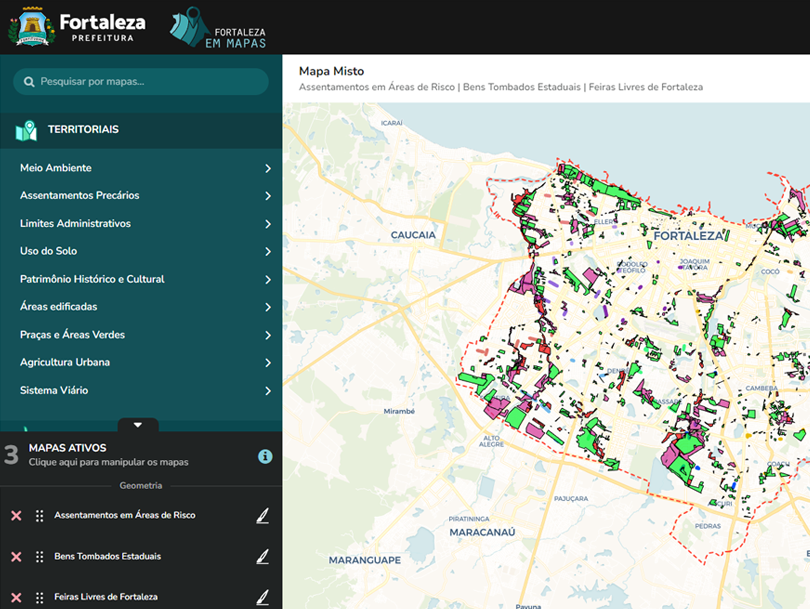 Fortaleza
PREFEITURA
FORTALEZA
EM MAPAS
Pesquisar por mapas...
TERRITORIAIS
Meio Ambiente
Assentamentos Precários
Limites Administrativos
Uso do Solo
Patrimônio Histórico e Cultural
Áreas edificadas
Praças e Áreas Verdes
Agricultura Urbana
Sistema Viário
3
MAPAS ATIVOS
Clique aqui para manipular os mapas
Geometria
Assentamentos em Áreas de Risco
Bens Tombados Estaduais
Feiras Livres de Fortaleza
Mapa Misto
Assentamentos em Áreas de Risco | Bens Tombados Estaduais | Feiras Livres de Fortaleza
ICARAÍ
CAUCAIA
FORTALEZA
RODOLFO
TEÓFILO
JOAQUIM
TÁVORA
COCÓ
CAMBEBA
Mirambé
ALTO
ALEGRE
PAJUÇARA
PIRATININGA
MARACANAÚ
MARANGUAPE
PEDRAS
Pavuna